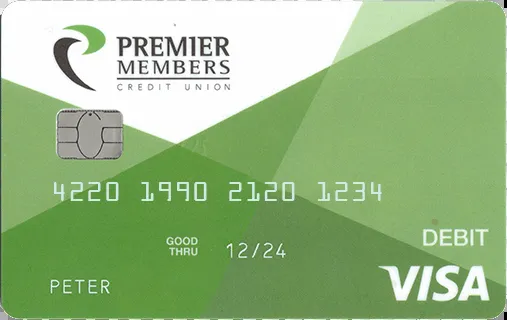 PREMIER
MEMBERS
CREDIT UNION
4220 1990 2120 1234
GOOD
THRU
12/24
DEBIT
PETER
VISA